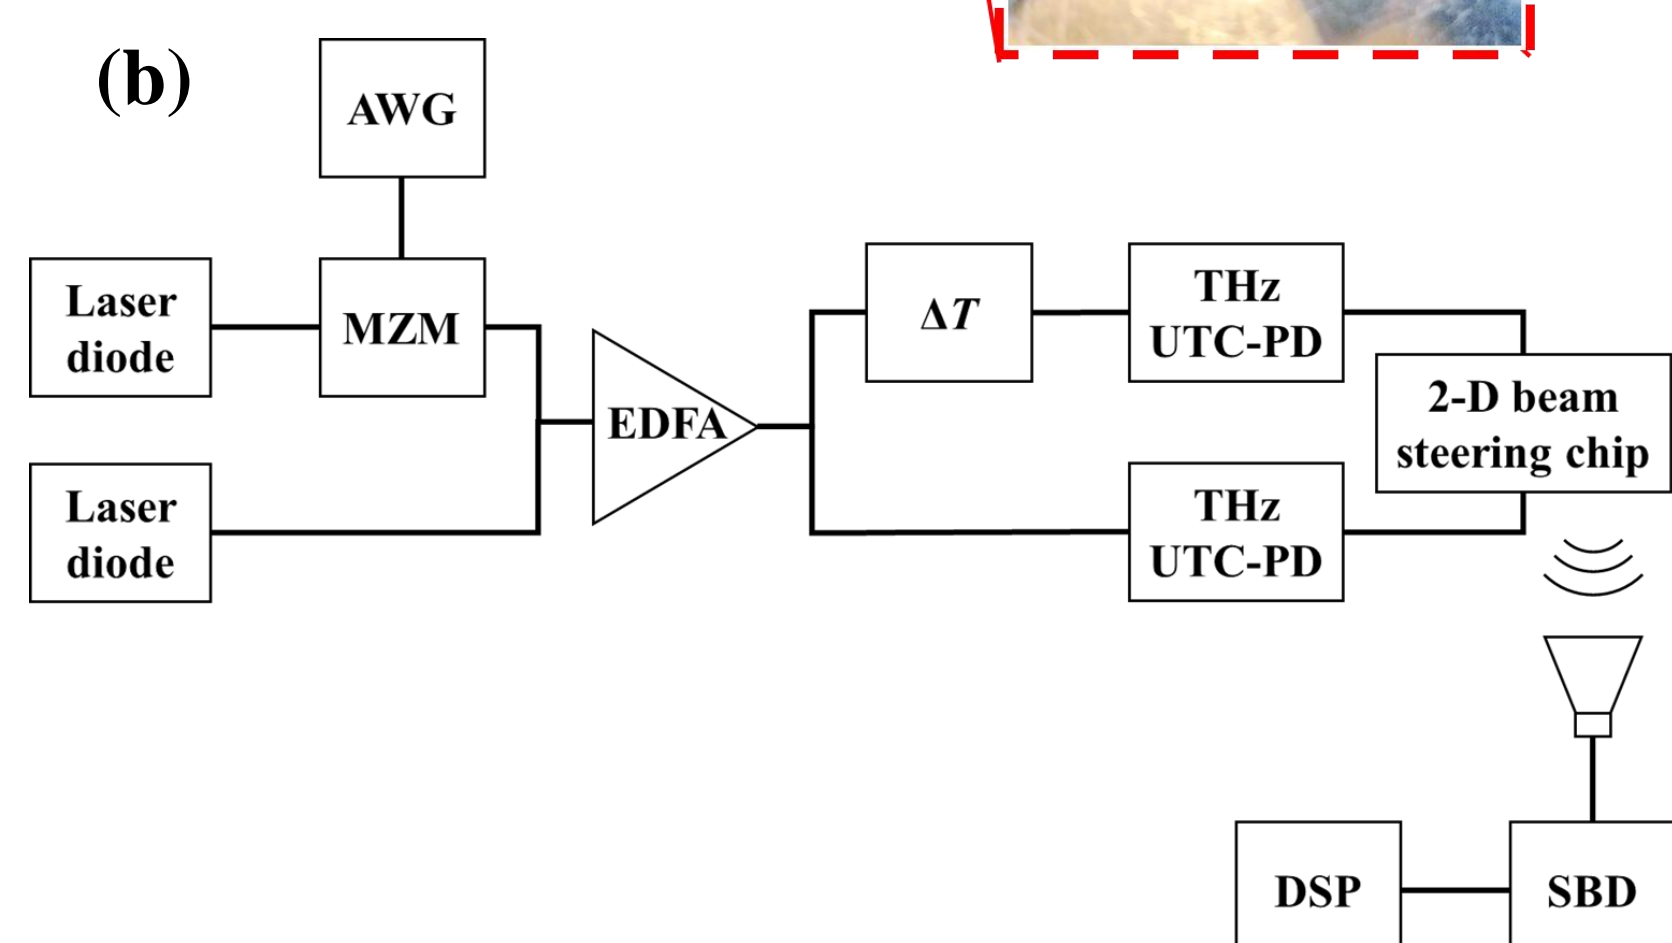 (b)
AWG
Laser
diode
MZM
EDFA
Laser
diode
ΔT
THz
UTC-PD
2-D beam
steering chip
THz
UTC-PD
DSP
SBD